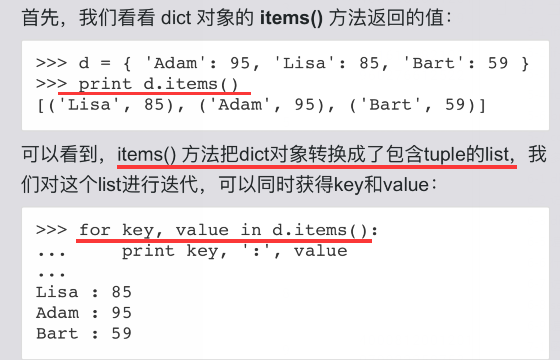 首先，我们看看 dict 对象的 items() 方法返回的值：
>>> d = { 'Adam': 95, 'Lisa': 85, 'Bart': 59 }
>>> print d.items()
[('Lisa', 85), ('Adam', 95), ('Bart', 59)]
可以看到，items() 方法把dict对象转换成了包含tuple的list，我
们对这个list进行迭代，可以同时获得key和value：
>>> for key, value in d.items():
...     print key, ':', value
...
Lisa : 85
Adam : 95
Bart : 59